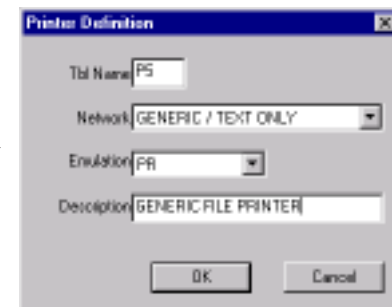 Printer Definition
Tbl Name PS
Network GENERIC / TEXT ONLY
Emulation PR
Description GENERIC FILE PRINTER
OK Cancel